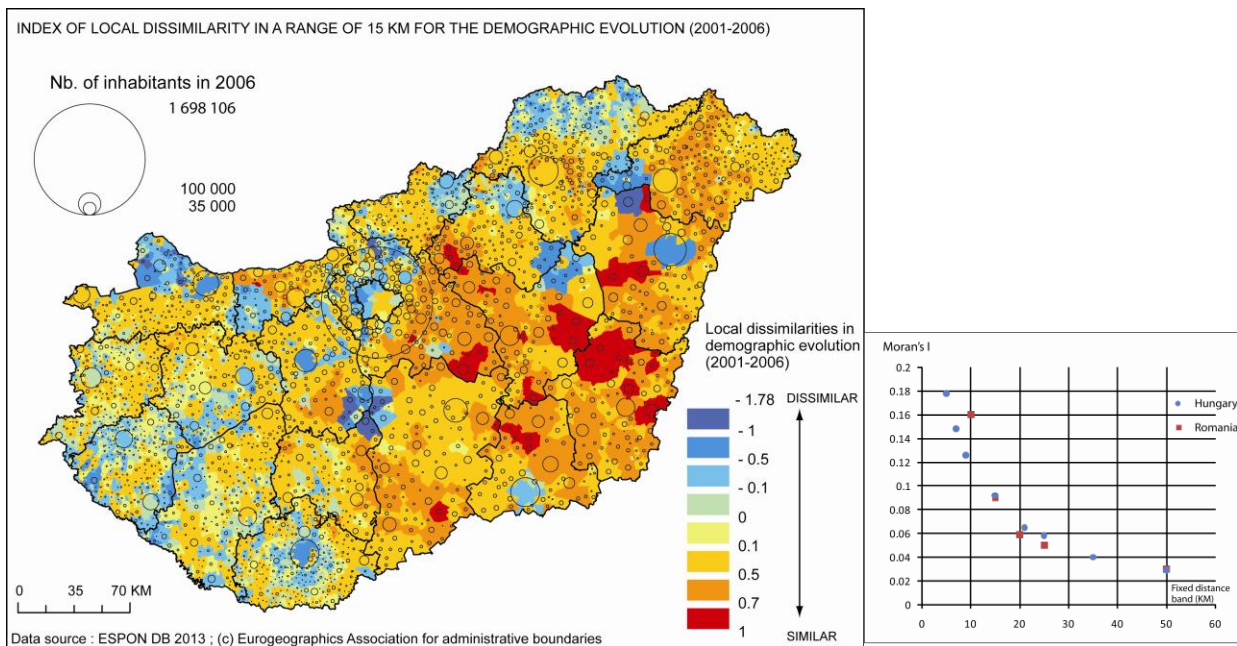 INDEX OF LOCAL DISSIMILARITY IN A RANGE OF 15 KM FOR THE DEMOGRAPHIC EVOLUTION (2001-2006)
Nb. of inhabitants in 2006
1 698 106
100 000
35 000
Local dissimilarities in
demographic evolution
(2001-2006)
- 1.78 DISSIMILAR
- 1
- 0.5
- 0.1
0
0.1
0.5
0.7
1 SIMILAR
0 35 70 KM
Data source : ESPON DB 2013 ; (c) Eurogeographics Association for administrative boundaries
Moran's I
0.2
0.18
0.16
0.14
0.12
0.1
0.08
0.06
0.04
0.02
0
Hungary
Romania
Fixed distance
band (KM)
0 10 20 30 40 50 60